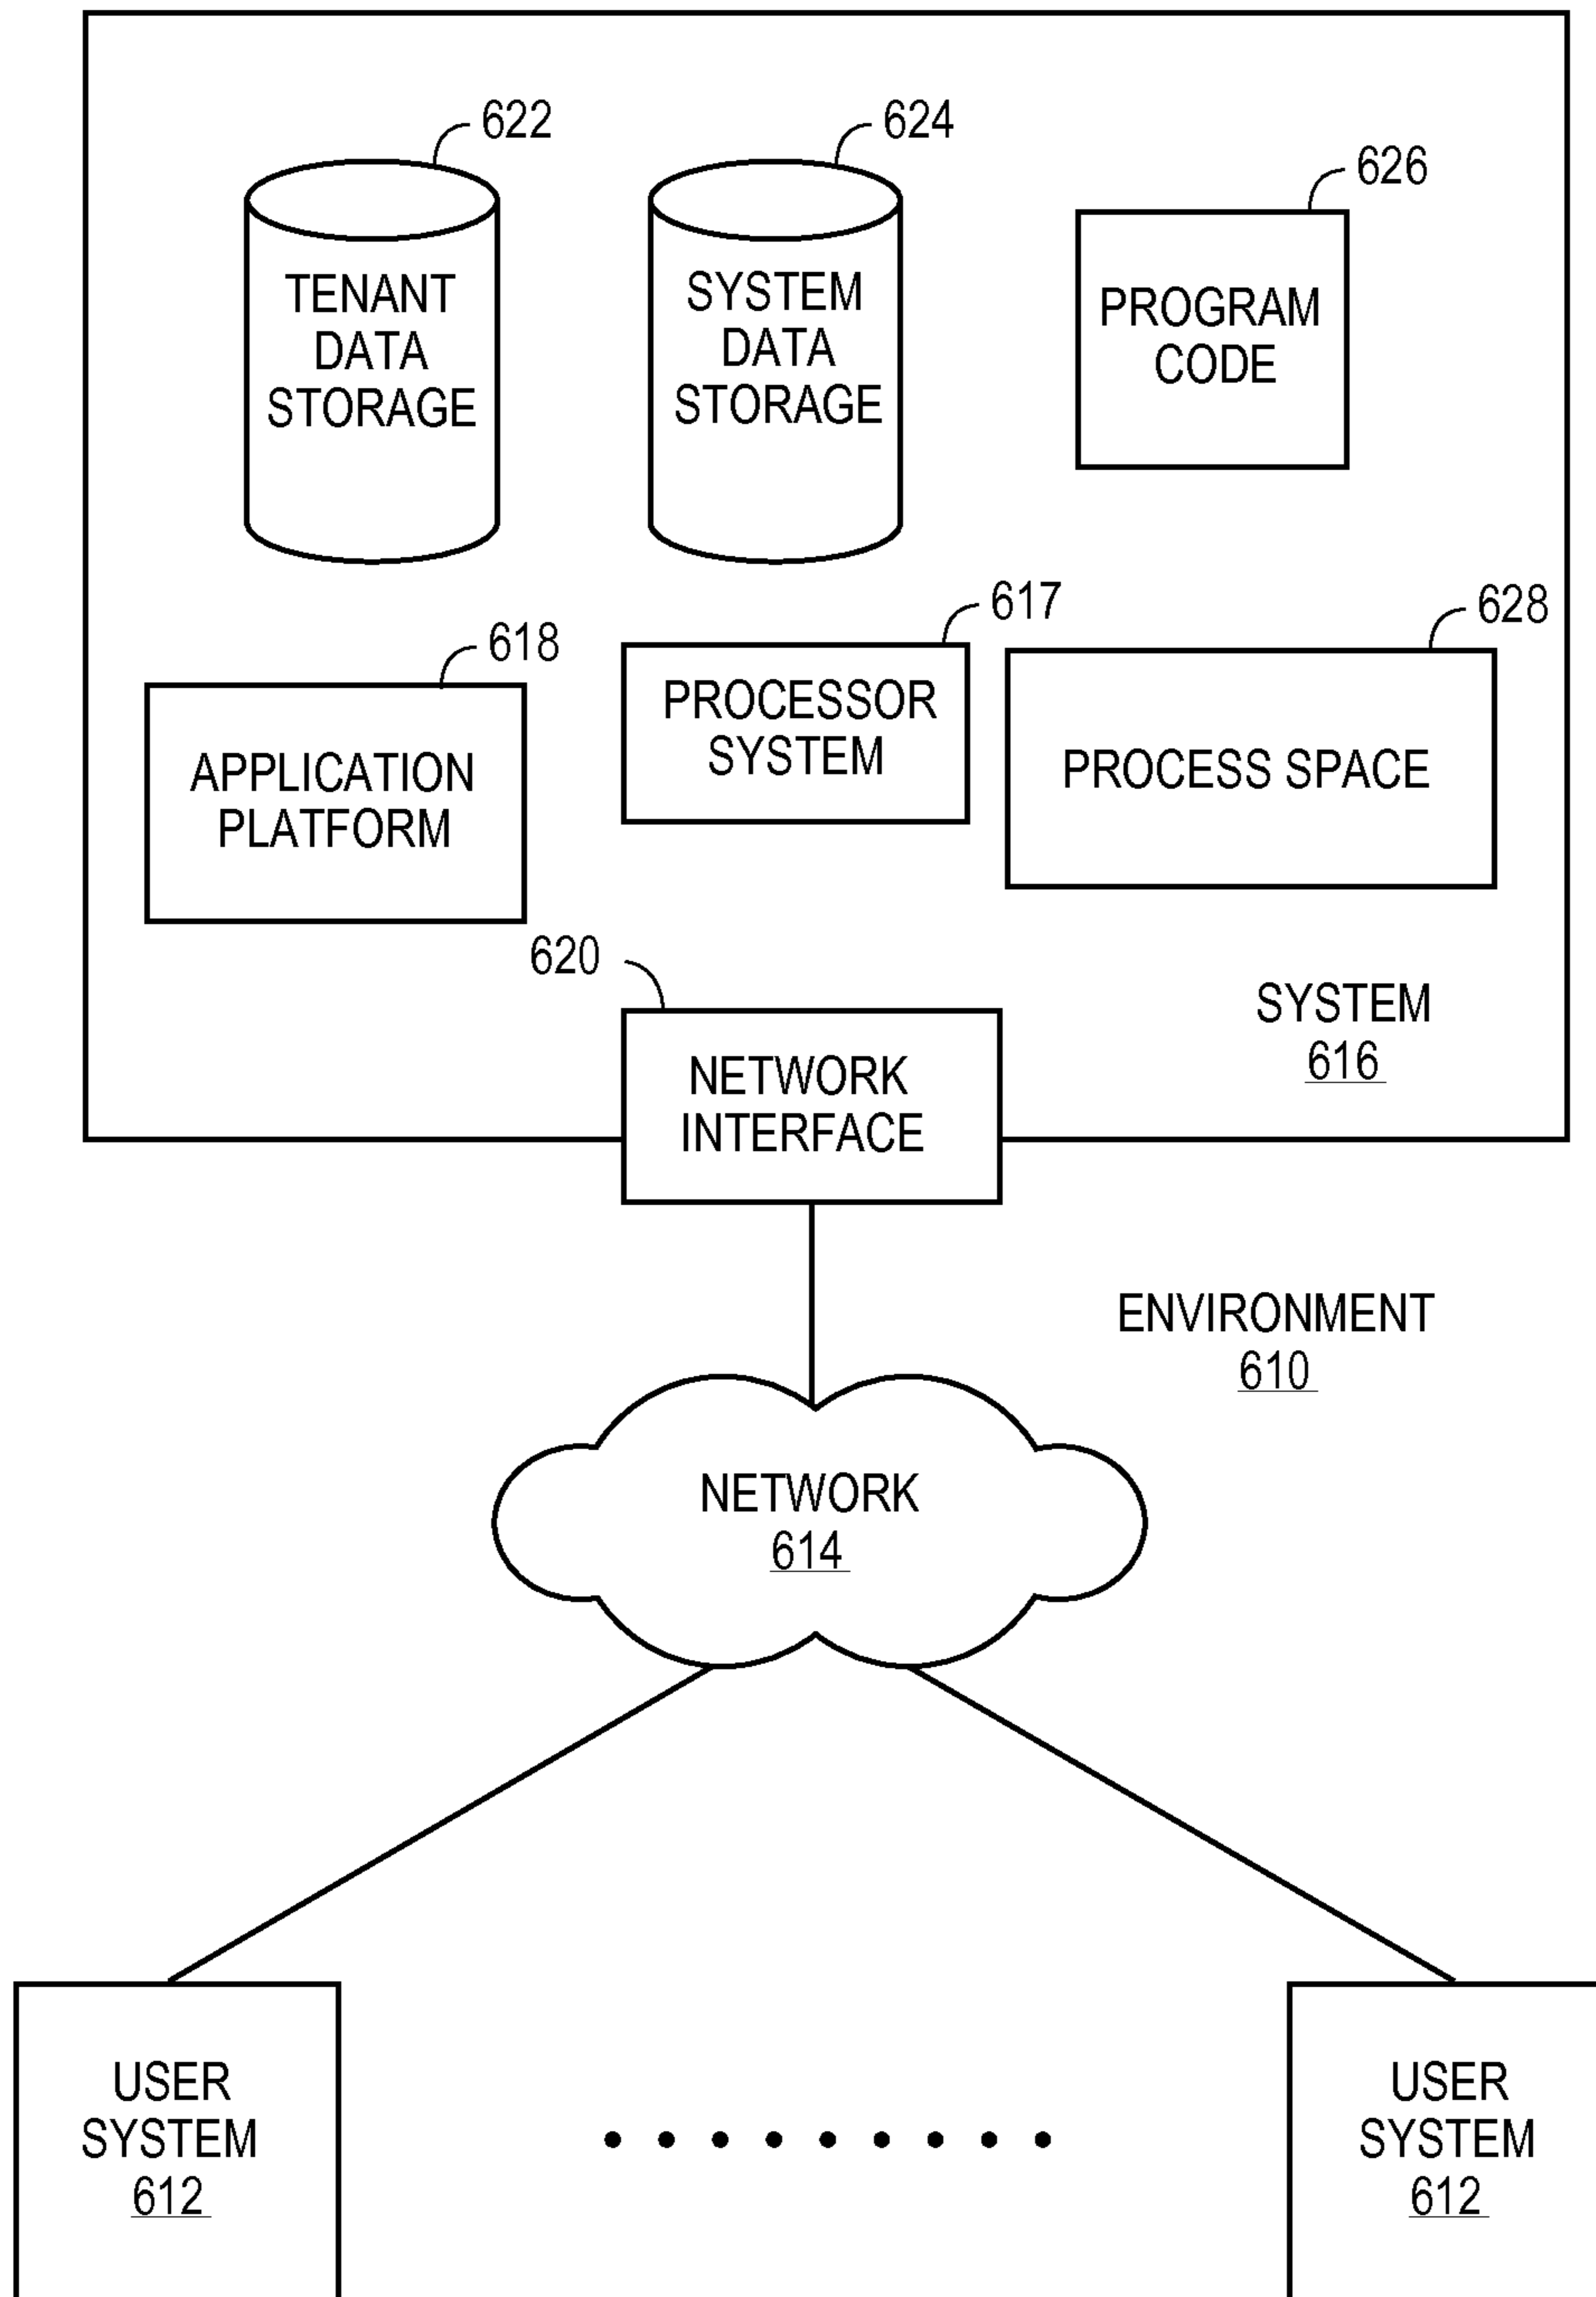 622
624
626
TENANT
DATA
STORAGE
SYSTEM
DATA
STORAGE
PROGRAM
CODE
618
617
628
APPLICATION
PLATFORM
PROCESSOR
SYSTEM
PROCESS SPACE
620
NETWORK
INTERFACE
SYSTEM
616
ENVIRONMENT
610
NETWORK
614
USER
SYSTEM
612
USER
SYSTEM
612